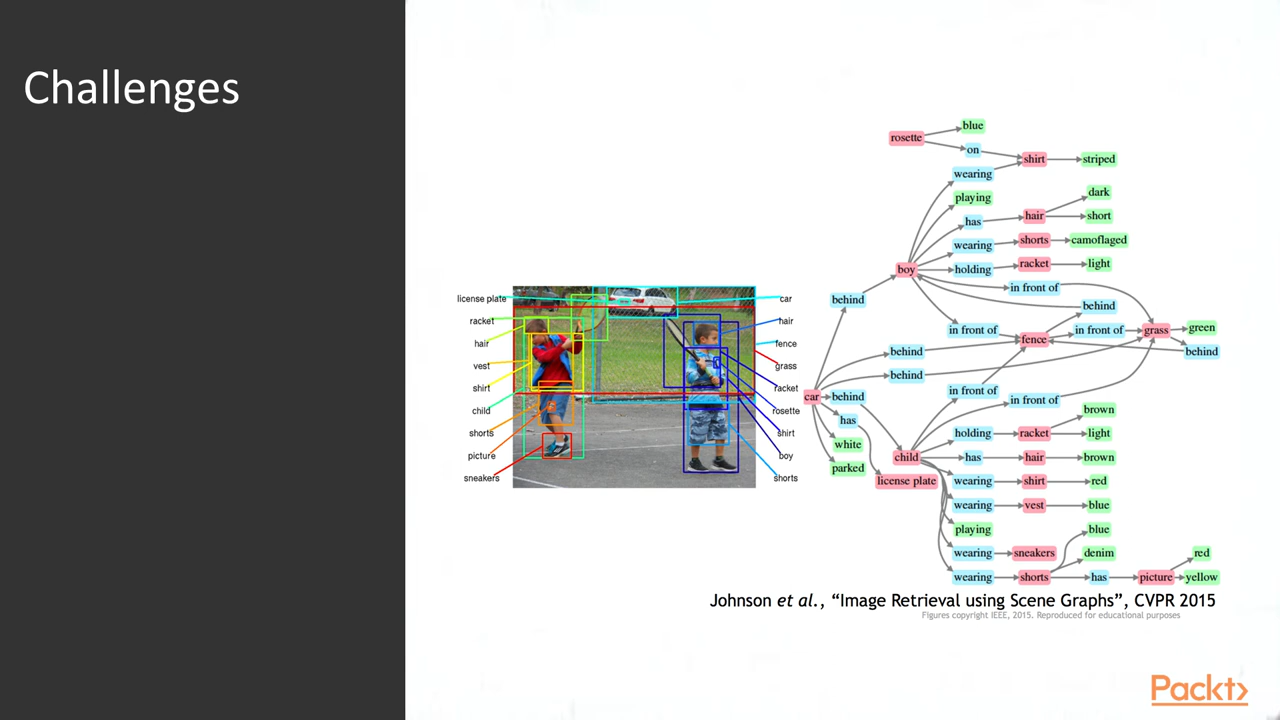 Challenges
license plate
racket
hair
vest
shirt
child
shorts
picture
sneakers
car
hair
fence
grass
racket
rosette
shirt
boy
shorts
rosette
blue
on
shirt
striped
wearing
playing
dark
has
hair
short
wearing
shorts
camoflaged
boy
holding
racket
light
in front of
behind
behind
in front of
fence
in front of
grass
green
behind
behind
behind
car
behind
in front of
in front of
has
white
parked
child
license plate
holding
racket
brown
light
has
hair
brown
wearing
shirt
red
wearing
vest
blue
playing
blue
wearing
sneakers
denim
red
wearing
shorts
has
picture
yellow
Johnson et al., “Image Retrieval using Scene Graphs”, CVPR 2015
Figures copyright IEEE, 2015. Reproduced for educational purposes
Packt>